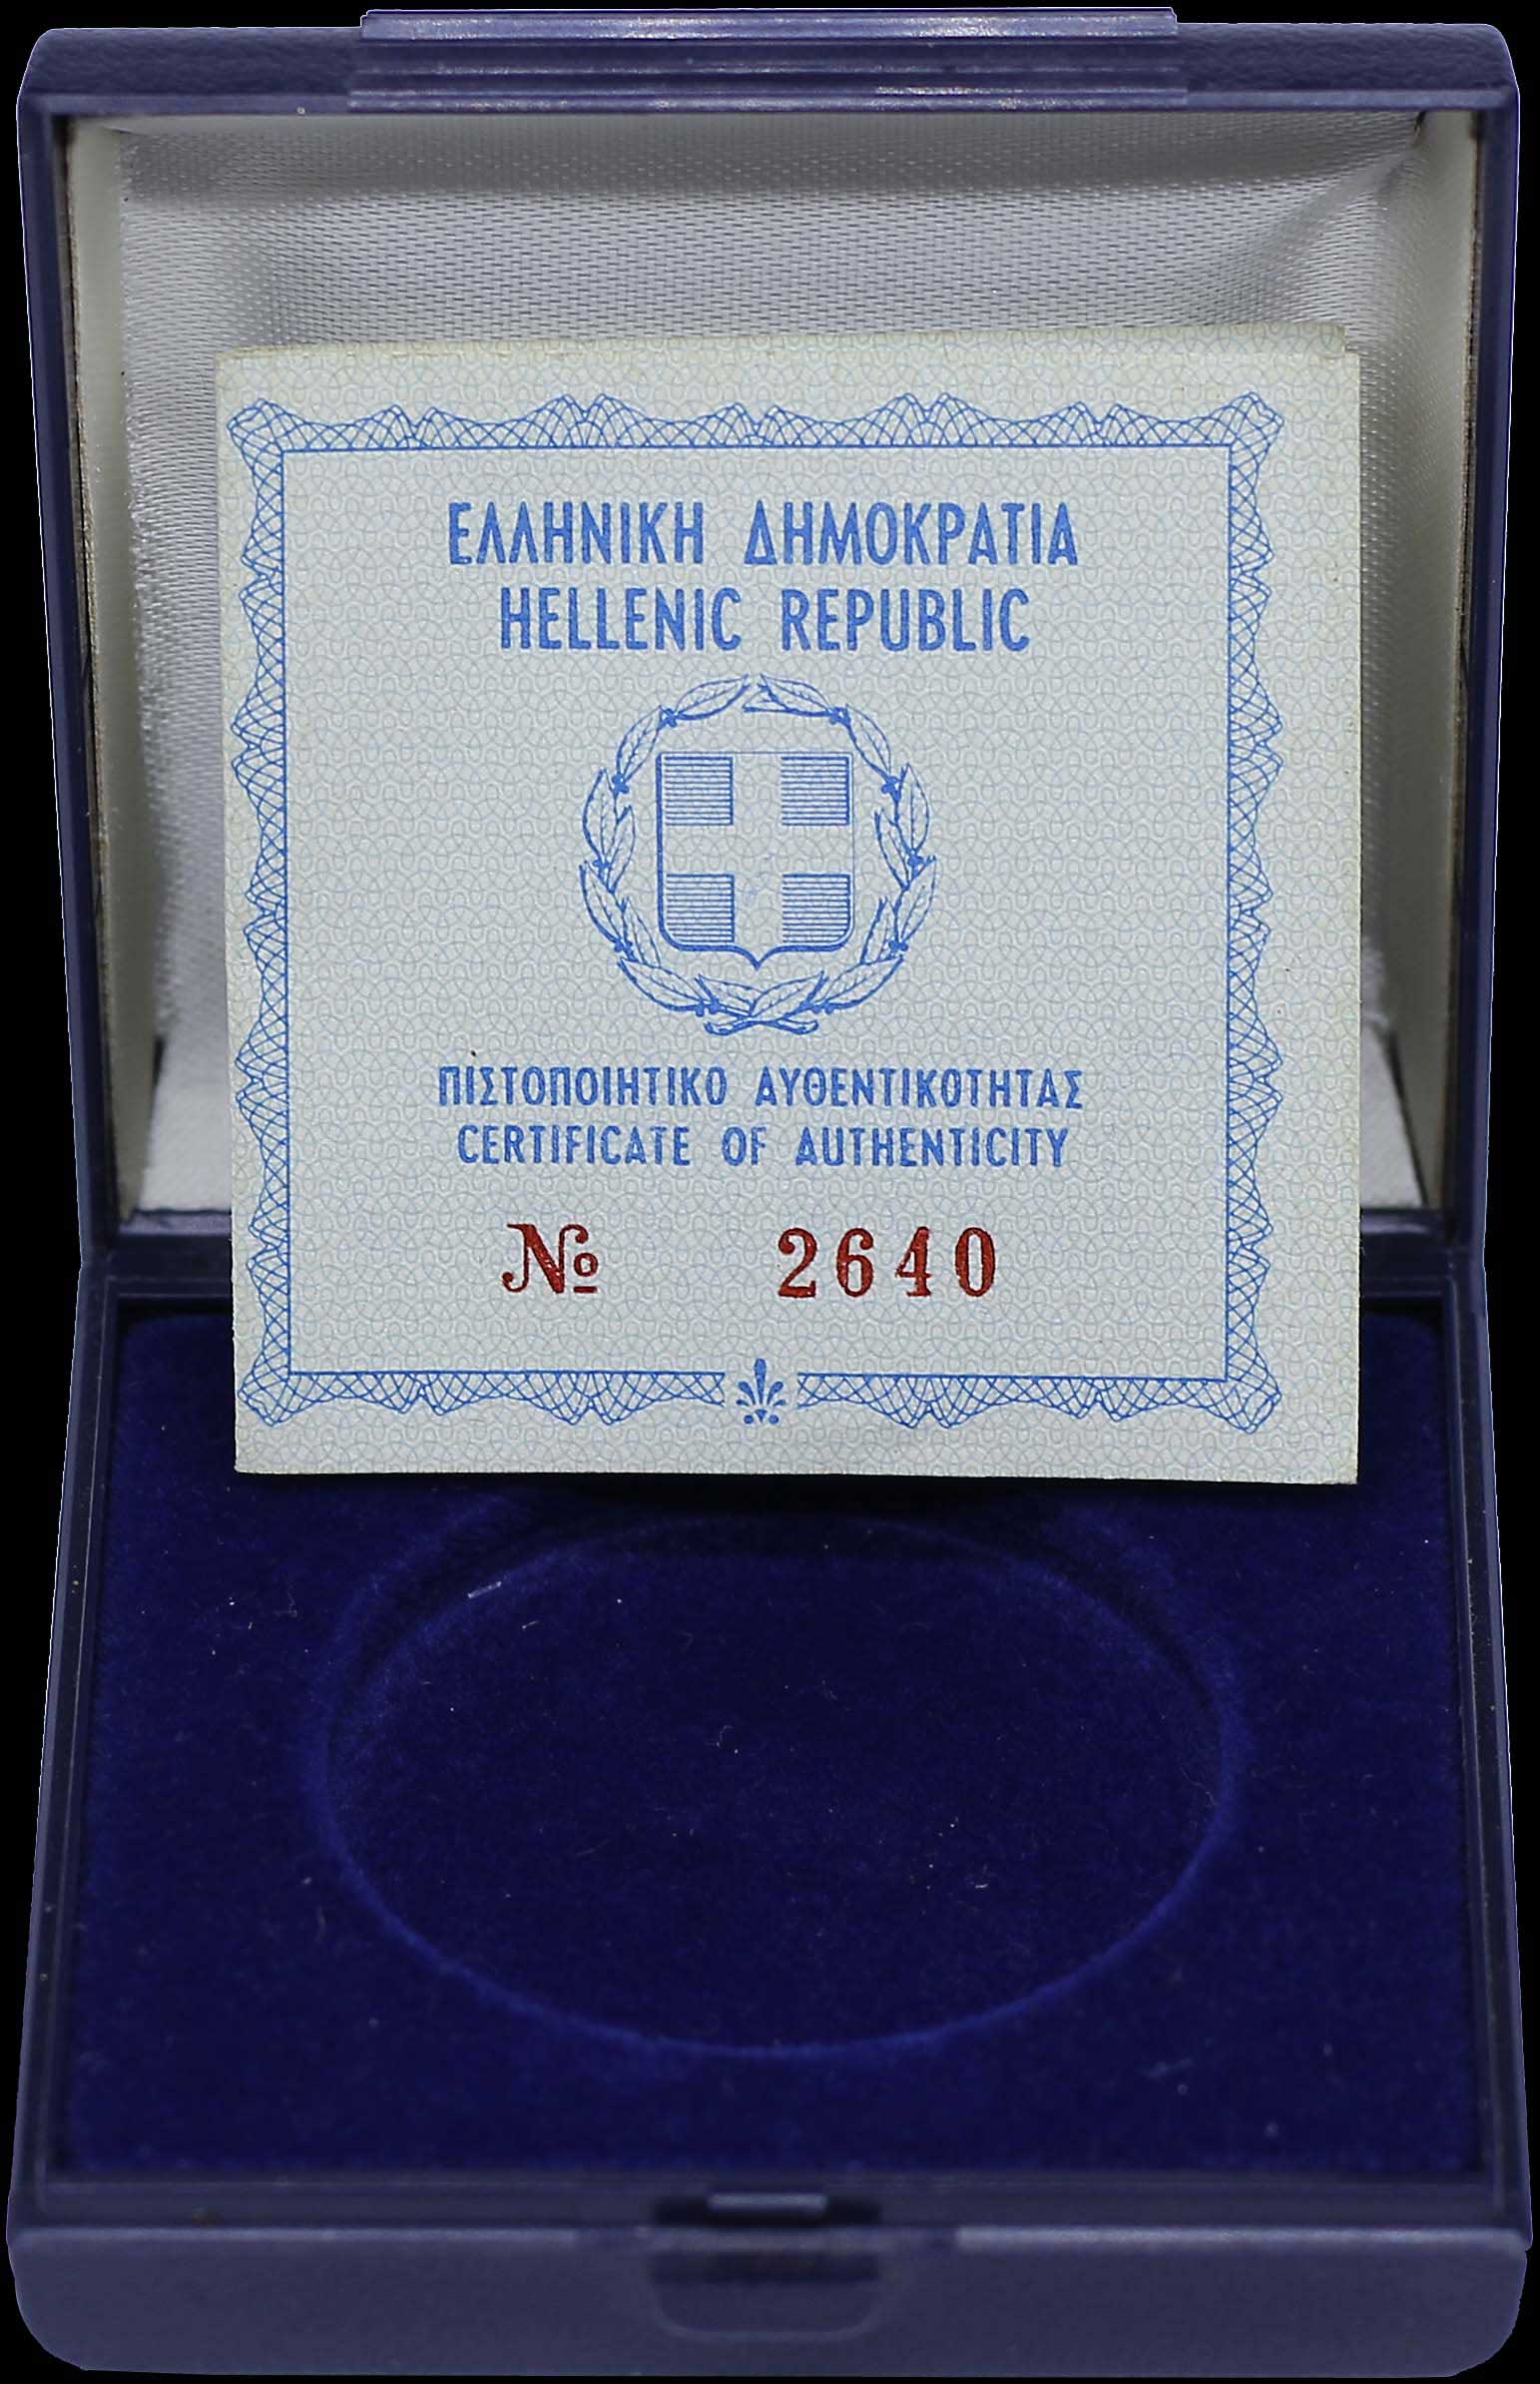 ΕΛΛΗΝΙΚΗ ΔΗΜΟΚΡΑΤΙΑ
HELLENIC REPUBLIC
ΠΙΣΤΟΠΟΙΗΤΙΚΟ ΑΥΘΕΝΤΙΚΟΤΗΤΑΣ
CERTIFICATE OF AUTHENTICITY
№ 2640